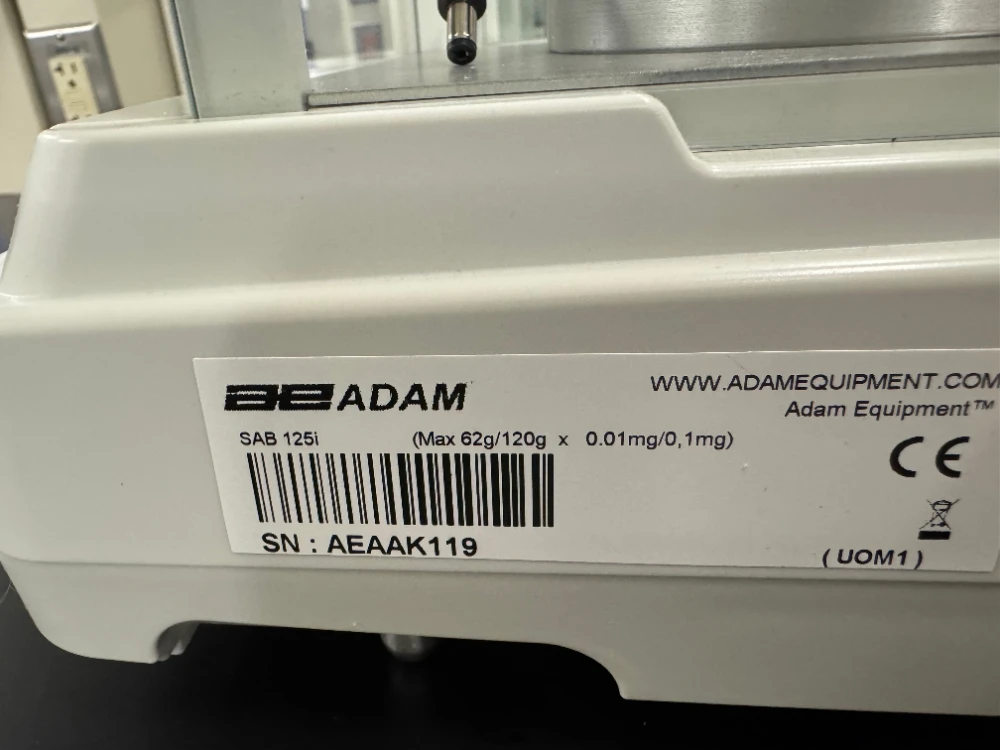 ae ADAM
WWW.ADAMEQUIPMENT.COM
Adam Equipment™
SAB 125i (Max 62g/120g x 0.01mg/0,1mg)
CE
SN : AEAAK119
( UOM1 )